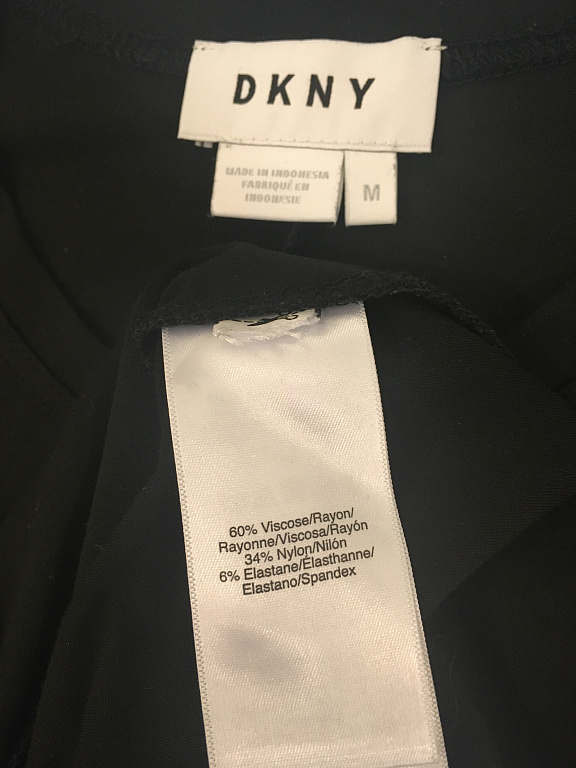 DKNY
MADE IN INDONESIA
FABRIQUÉ EN
INDONESIE
M
60% Viscose/Rayon/
Rayonne/Viscosa/Rayón
34% Nylon/Nilón
6% Elastane/Élasthanne/
Elastano/Spandex